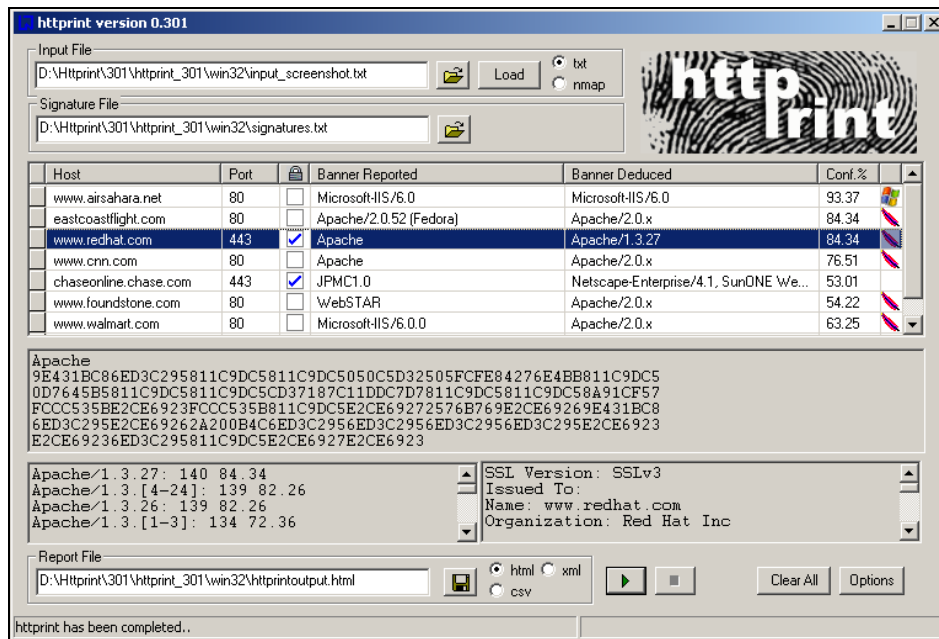 httprint version 0.301
Input File
D:\Httprint\301\httprint_301\win32\input_screenshot.txt
Load
txt
nmap
http
print
Signature File
D:\Httprint\301\httprint_301\win32\signatures.txt
Host Port Banner Reported Banner Deduced Conf.%
www.airsahara.net 80 Microsoft-IIS/6.0 Microsoft-IIS/6.0 93.37
eastcoastflight.com 80 Apache/2.0.52 (Fedora) Apache/2.0.x 84.34
www.redhat.com 443 Apache Apache/1.3.27 84.34
www.cnn.com 80 Apache Apache/2.0.x 76.51
chaseonline.chase.com 443 JPMC1.0 Netscape-Enterprise/4.1, SunONE We... 53.01
www.foundstone.com 80 WebSTAR Apache/2.0.x 54.22
www.walmart.com 80 Microsoft-IIS/6.0.0 Apache/2.0.x 63.25
Apache
9E431BC86ED3C295811C9DC5811C9DC5050C5D32505FCFE84276E4BB811C9DC5
0D7645B5811C9DC5811C9DC5CD37187C11DDC7D7811C9DC5811C9DC58A91CF57
FCCC535BE2CE6923FCCC535B811C9DC5E2CE69272576B769E2CE69269E431BC8
6ED3C295E2CE69262A200B4C6ED3C2956ED3C2956ED3C2956ED3C295E2CE6923
E2CE69236ED3C295811C9DC5E2CE6927E2CE6923
Apache/1.3.27: 140 84.34
Apache/1.3.[4-24]: 139 82.26
Apache/1.3.26: 139 82.26
Apache/1.3.[1-3]: 134 72.36
SSL Version: SSLv3
Issued To:
Name: www.redhat.com
Organization: Red Hat Inc
Report File
D:\Httprint\301\httprint_301\win32\httprintoutput.html
html
xml
csv
Clear All
Options
httprint has been completed..